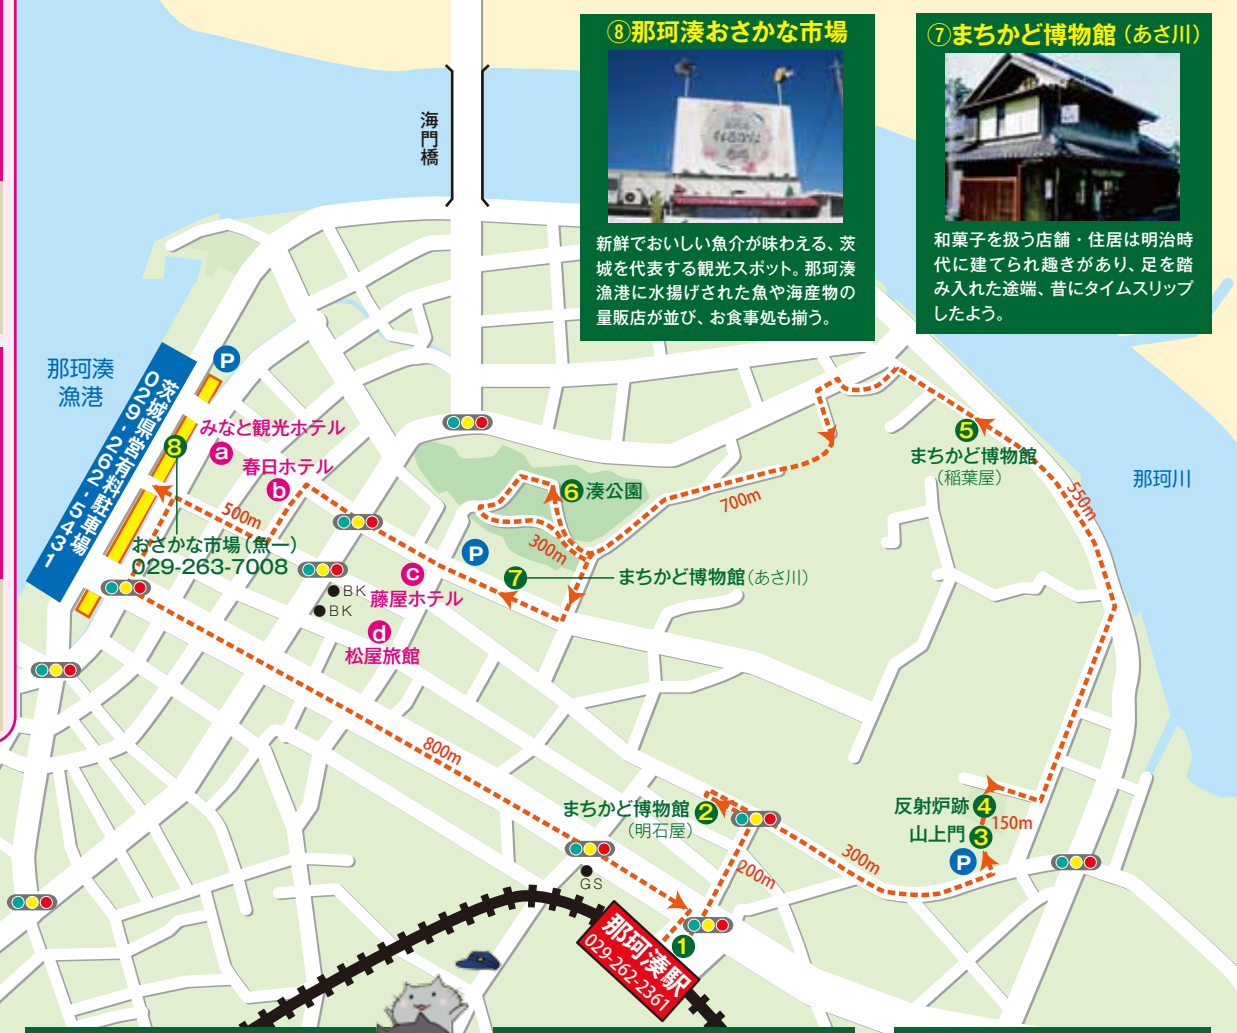 ⑧那珂湊おさかな市場
新鮮でおいしい魚介が味わえる、茨
城を代表する観光スポット。那珂湊
漁港に水揚げされた魚や海産物の
量販店が並び、お食事処も揃う。
⑦まちかど博物館（あさ川）
和菓子を扱う店舗・住居は明治時
代に建てられ趣きがあり、足を踏
み入れた途端、昔にタイムスリップ
したよう。
海門橋
那珂湊
漁港
茨城県営有料駐車場
029-262-5431
P
8
みなと観光ホテル
a
春日ホテル
b
500m
おさかな市場（魚一）
029-263-7008
BK
BK
c
藤屋ホテル
d
松屋旅館
P
6 湊公園
300m
700m
7
まちかど博物館（あさ川）
5
まちかど博物館
（稲葉屋）
550m
那珂川
800m
まちかど博物館 2
（明石屋）
反射炉跡 4
山上門 3
150m
P
300m
200m
GS
1
那珂湊駅
029-262-2361